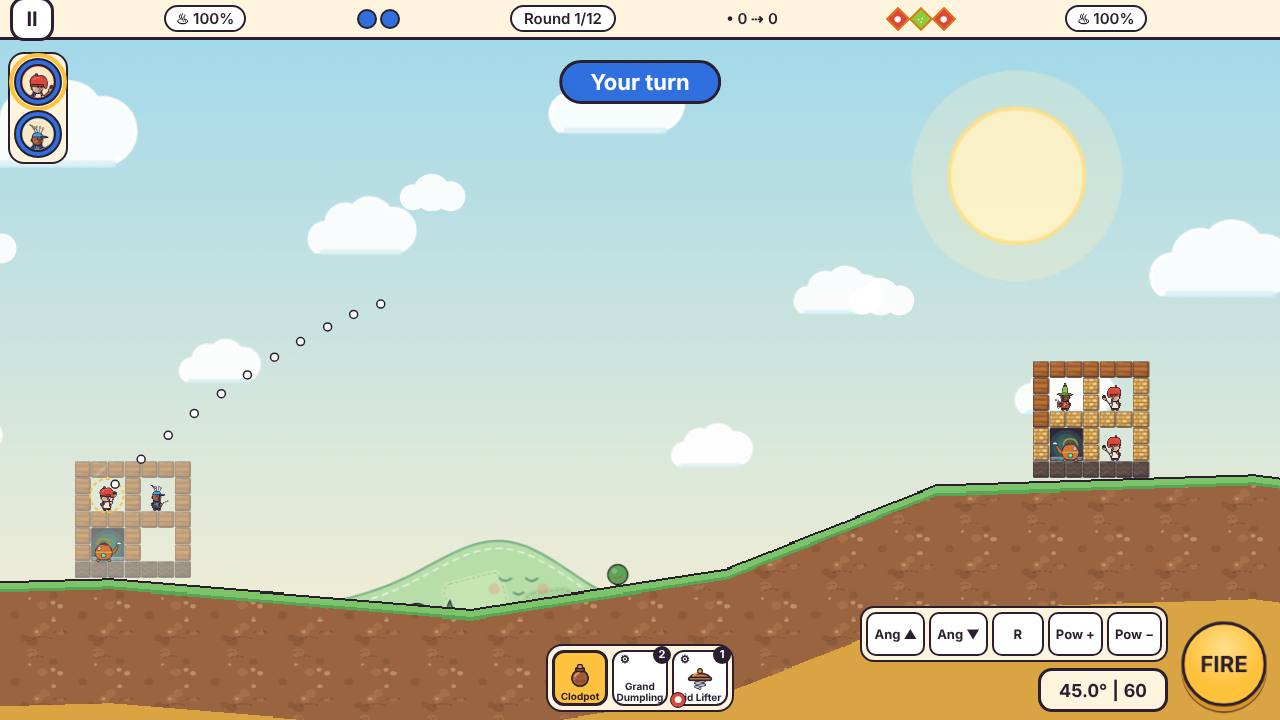 100%
Round 1/12
• 0 ⇢ 0
100%
Your turn
Ang ▲
Ang ▼
R
Pow +
Pow −
FIRE
45.0° | 60
Clodpot
2
Grand
Dumpling
1
Lifter